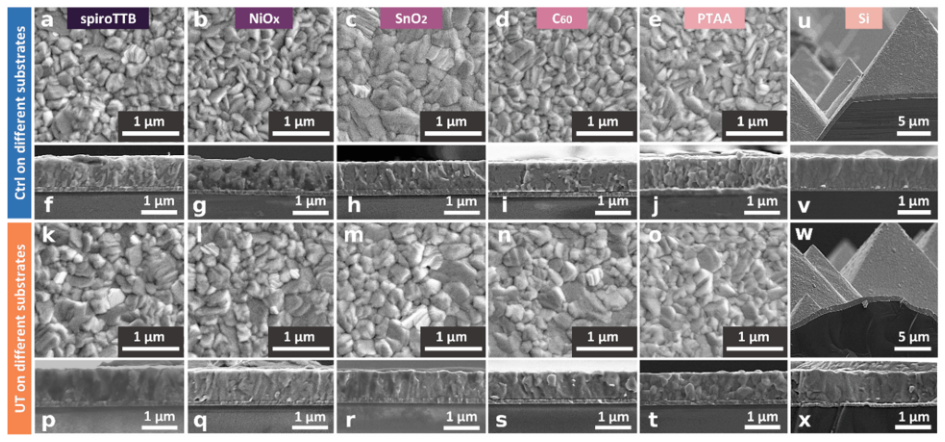 Ctrl on different substrates
spiroTTB NiOx SnO2 C60 PTAA Si
a b c d e u
1 µm 1 µm 1 µm 1 µm 1 µm 5 µm
f g h i j v
1 µm 1 µm 1 µm 1 µm 1 µm 1 µm
UT on different substrates
k l m n o w
1 µm 1 µm 1 µm 1 µm 1 µm 5 µm
p q r s t x
1 µm 1 µm 1 µm 1 µm 1 µm 1 µm